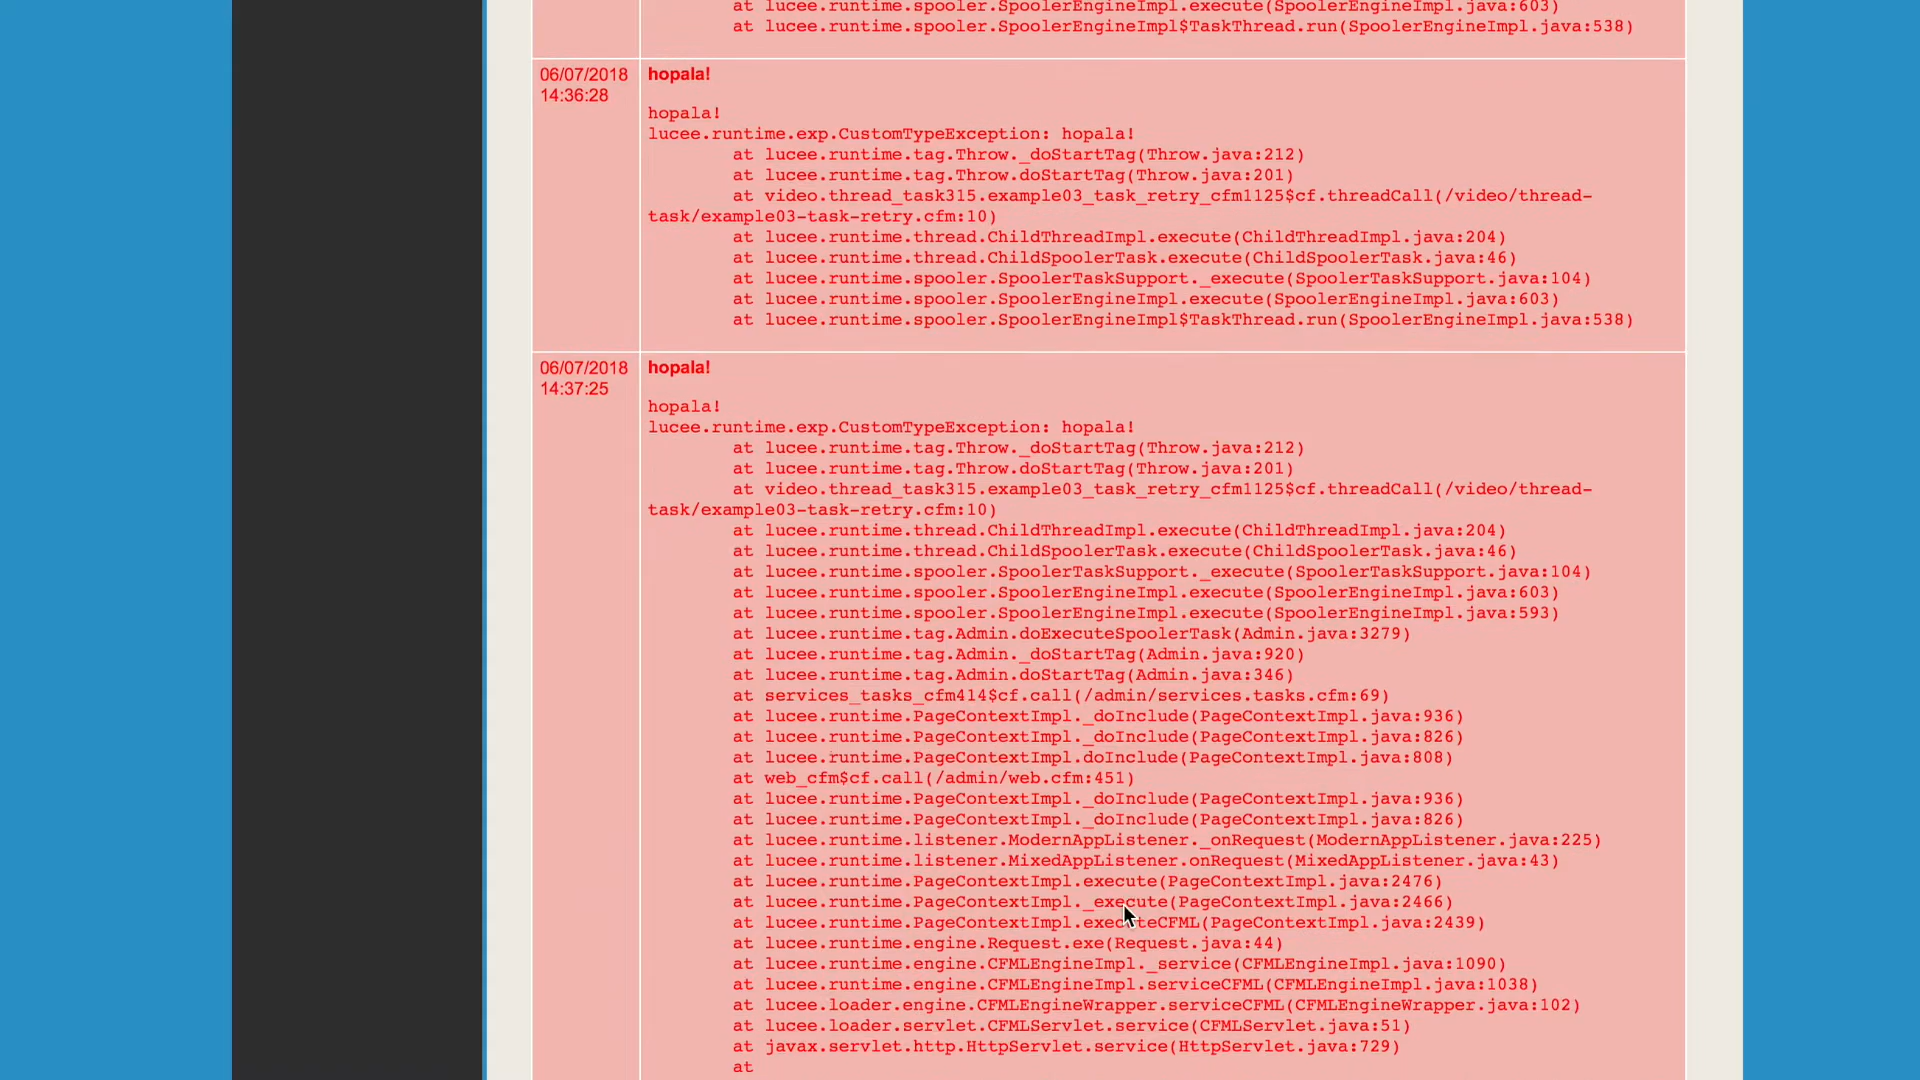 at lucee.runtime.spooler.SpoolerEngineImpl.execute(SpoolerEngineImpl.java:603)
at lucee.runtime.spooler.SpoolerEngineImpl$TaskThread.run(SpoolerEngineImpl.java:538)
06/07/2018
14:36:28
hopala!
hopala!
lucee.runtime.exp.CustomTypeException: hopala!
at lucee.runtime.tag.Throw._doStartTag(Throw.java:212)
at lucee.runtime.tag.Throw.doStartTag(Throw.java:201)
at video.thread_task315.example03_task_retry_cfm1125$cf.threadCall(/video/thread-
task/example03-task-retry.cfm:10)
at lucee.runtime.thread.ChildThreadImpl.execute(ChildThreadImpl.java:204)
at lucee.runtime.thread.ChildSpoolerTask.execute(ChildSpoolerTask.java:46)
at lucee.runtime.spooler.SpoolerTaskSupport._execute(SpoolerTaskSupport.java:104)
at lucee.runtime.spooler.SpoolerEngineImpl.execute(SpoolerEngineImpl.java:603)
at lucee.runtime.spooler.SpoolerEngineImpl$TaskThread.run(SpoolerEngineImpl.java:538)
06/07/2018
14:37:25
hopala!
hopala!
lucee.runtime.exp.CustomTypeException: hopala!
at lucee.runtime.tag.Throw._doStartTag(Throw.java:212)
at lucee.runtime.tag.Throw.doStartTag(Throw.java:201)
at video.thread_task315.example03_task_retry_cfm1125$cf.threadCall(/video/thread-
task/example03-task-retry.cfm:10)
at lucee.runtime.thread.ChildThreadImpl.execute(ChildThreadImpl.java:204)
at lucee.runtime.thread.ChildSpoolerTask.execute(ChildSpoolerTask.java:46)
at lucee.runtime.spooler.SpoolerTaskSupport._execute(SpoolerTaskSupport.java:104)
at lucee.runtime.spooler.SpoolerEngineImpl.execute(SpoolerEngineImpl.java:603)
at lucee.runtime.spooler.SpoolerEngineImpl.execute(SpoolerEngineImpl.java:593)
at lucee.runtime.tag.Admin.doExecuteSpoolerTask(Admin.java:3279)
at lucee.runtime.tag.Admin._doStartTag(Admin.java:920)
at lucee.runtime.tag.Admin.doStartTag(Admin.java:346)
at services_tasks_cfm414$cf.call(/admin/services.tasks.cfm:69)
at lucee.runtime.PageContextImpl._doInclude(PageContextImpl.java:936)
at lucee.runtime.PageContextImpl._doInclude(PageContextImpl.java:826)
at lucee.runtime.PageContextImpl.doInclude(PageContextImpl.java:808)
at web_cfm$cf.call(/admin/web.cfm:451)
at lucee.runtime.PageContextImpl._doInclude(PageContextImpl.java:936)
at lucee.runtime.PageContextImpl._doInclude(PageContextImpl.java:826)
at lucee.runtime.listener.ModernAppListener._onRequest(ModernAppListener.java:225)
at lucee.runtime.listener.MixedAppListener.onRequest(MixedAppListener.java:43)
at lucee.runtime.PageContextImpl.execute(PageContextImpl.java:2476)
at lucee.runtime.PageContextImpl._execute(PageContextImpl.java:2466)
at lucee.runtime.PageContextImpl.executeCFML(PageContextImpl.java:2439)
at lucee.runtime.engine.Request.exe(Request.java:44)
at lucee.runtime.engine.CFMLEngineImpl._service(CFMLEngineImpl.java:1090)
at lucee.runtime.engine.CFMLEngineImpl.serviceCFML(CFMLEngineImpl.java:1038)
at lucee.loader.engine.CFMLEngineWrapper.serviceCFML(CFMLEngineWrapper.java:102)
at lucee.loader.servlet.CFMLServlet.service(CFMLServlet.java:51)
at javax.servlet.http.HttpServlet.service(HttpServlet.java:729)
at